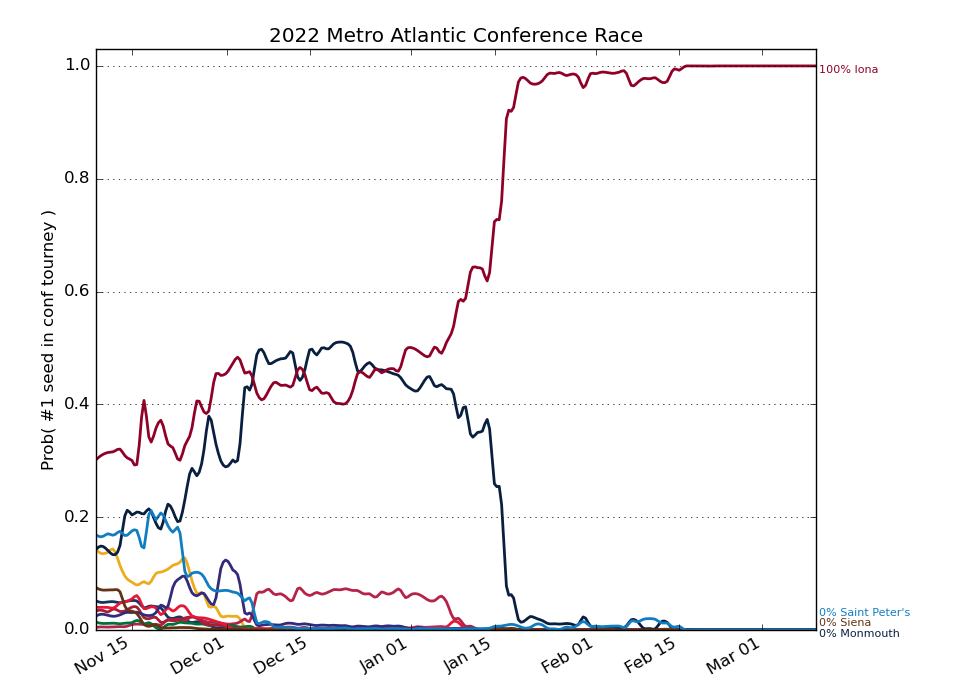 2022 Metro Atlantic Conference Race
Prob( #1 seed in conf tourney )
1.0
0.8
0.6
0.4
0.2
0.0
Nov 15
Dec 01
Dec 15
Jan 01
Jan 15
Feb 01
Feb 15
Mar 01
100% Iona
0% Saint Peter's
0% Siena
0% Monmouth